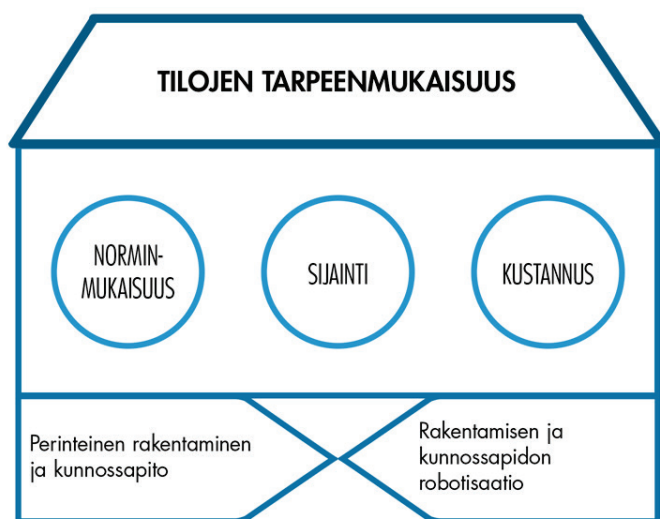 TILOJEN TARPEENMUKAISUUS
NORMIN-
MUKAISUUS
SIJAINTI
KUSTANNUS
Perinteinen rakentaminen
ja kunnossapito
Rakentamisen ja
kunnossapidon
robotisaatio